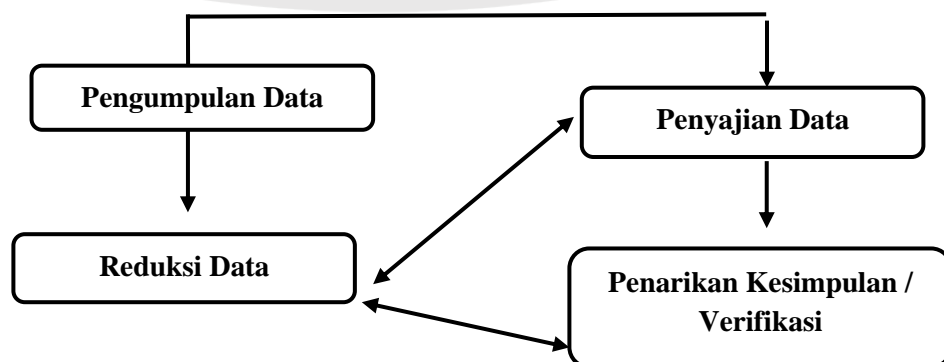 Pengumpulan Data
Penyajian Data
Reduksi Data
Penarikan Kesimpulan /
Verifikasi